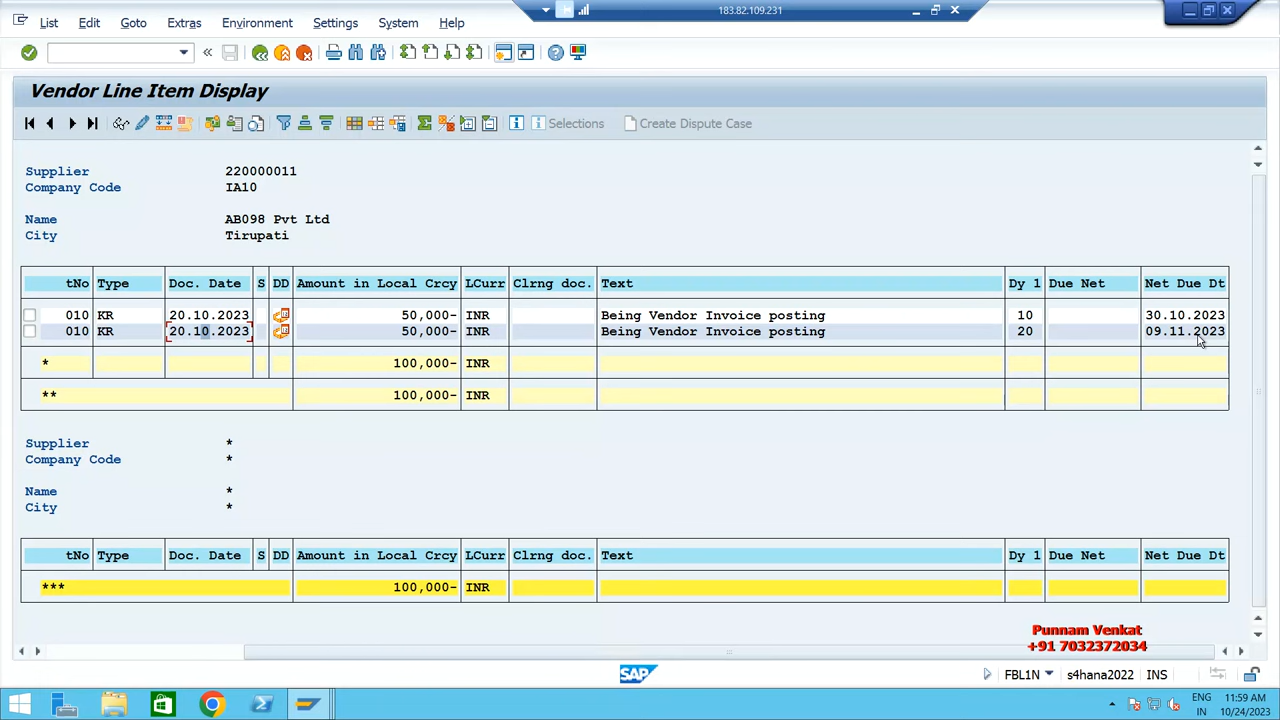 183.82.109.231
List Edit Goto Extras Environment Settings System Help
Vendor Line Item Display
Selections Create Dispute Case
Supplier 220000011
Company Code IA10
Name AB098 Pvt Ltd
City Tirupati
tNo Type Doc. Date S DD Amount in Local Crcy LCurr Clrng doc. Text Dy 1 Due Net Net Due Dt
010 KR 20.10.2023 50,000- INR Being Vendor Invoice posting 10 30.10.2023
010 KR 20.10.2023 50,000- INR Being Vendor Invoice posting 20 09.11.2023
* 100,000- INR
** 100,000- INR
Supplier *
Company Code *
Name *
City *
tNo Type Doc. Date S DD Amount in Local Crcy LCurr Clrng doc. Text Dy 1 Due Net Net Due Dt
*** 100,000- INR
Punnam Venkat
+91 7032372034
SAP FBL1N s4hana2022 INS
ENG 11:59 AM
IN 10/24/2023